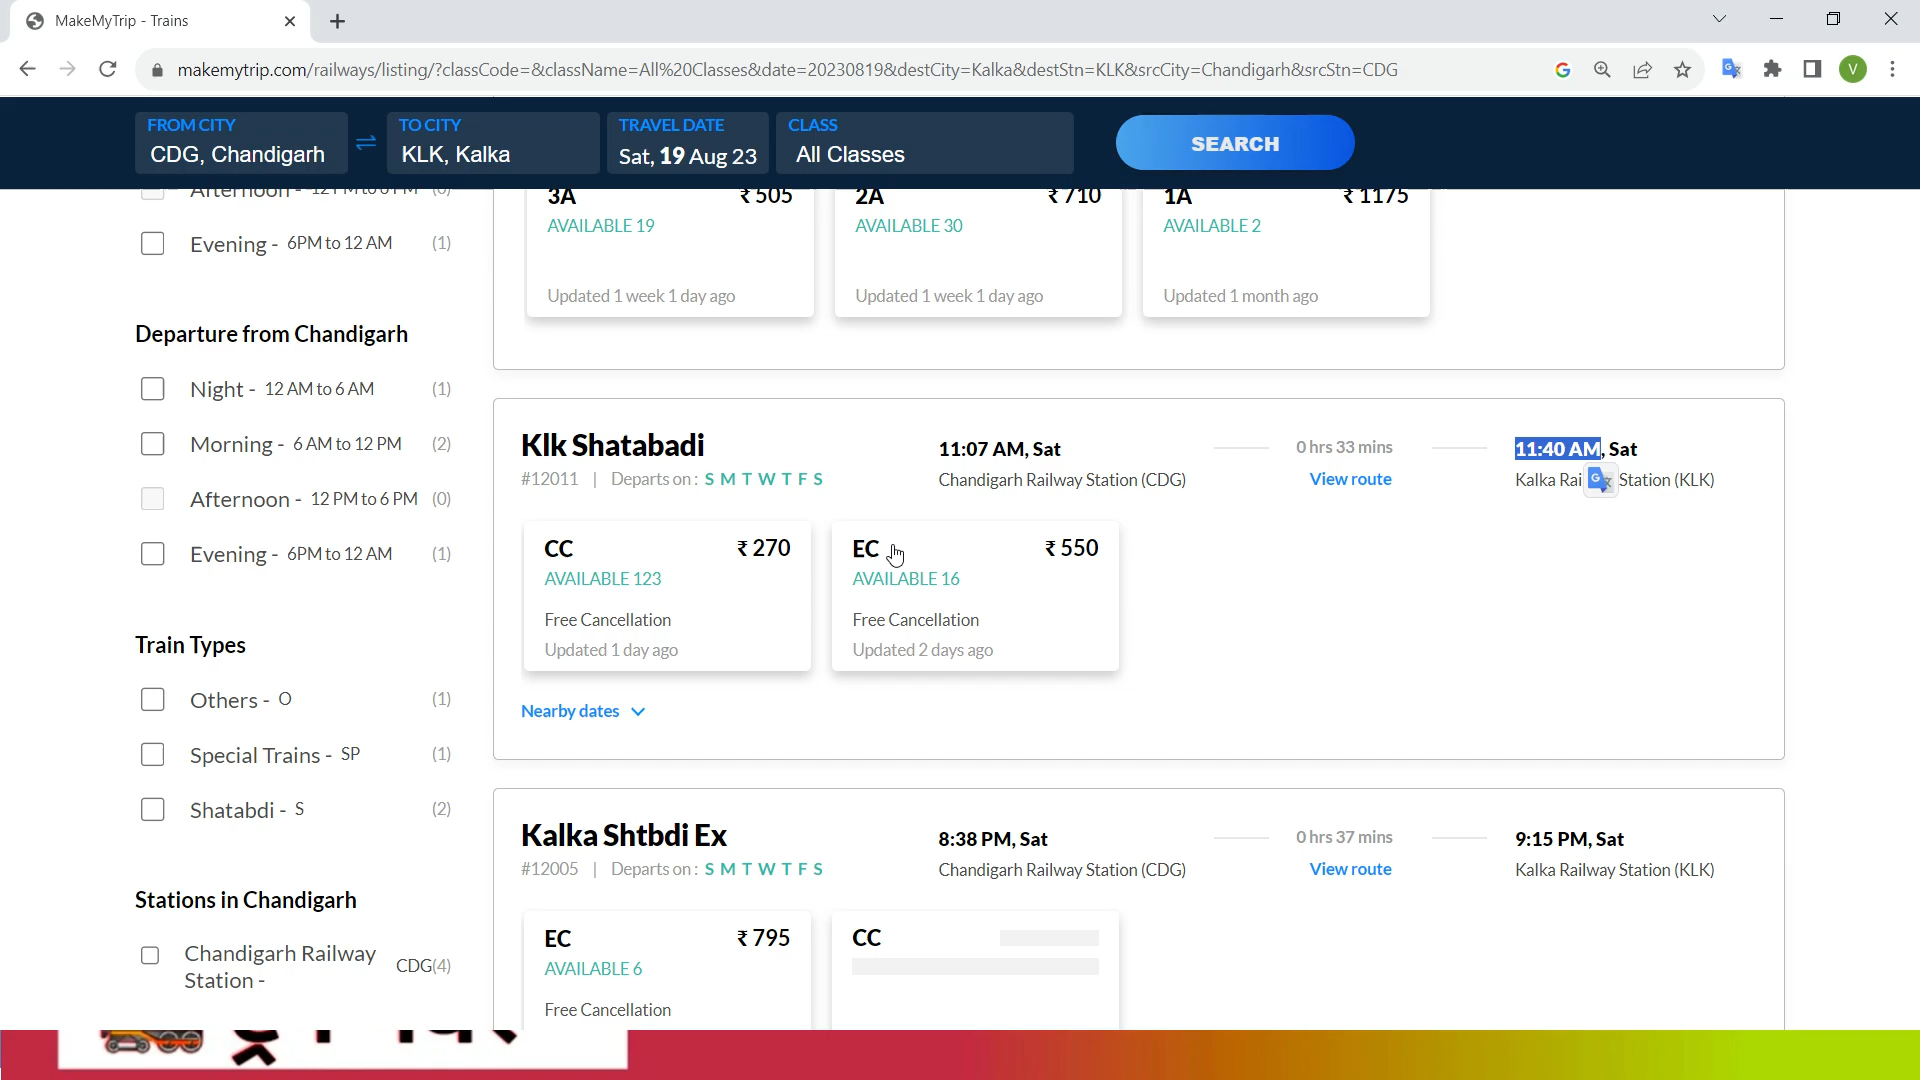 MakeMyTrip - Trains
makemytrip.com/railways/listing/?classCode=&className=All%20Classes&date=20230819&destCity=Kalka&destStn=KLK&srcCity=Chandigarh&srcStn=CDG
V
FROM CITY
CDG, Chandigarh
TO CITY
KLK, Kalka
TRAVEL DATE
Sat, 19 Aug 23
CLASS
All Classes
SEARCH
Afternoon - 12 PM to 6 PM (0)
Evening - 6PM to 12 AM (1)
Departure from Chandigarh
Night - 12 AM to 6 AM (1)
Morning - 6 AM to 12 PM (2)
Afternoon - 12 PM to 6 PM (0)
Evening - 6PM to 12 AM (1)
Train Types
Others - O (1)
Special Trains - SP (1)
Shatabdi - S (2)
Stations in Chandigarh
Chandigarh Railway
Station - CDG(4)
3A ₹ 505
AVAILABLE 19
Updated 1 week 1 day ago
2A ₹ 710
AVAILABLE 30
Updated 1 week 1 day ago
1A ₹ 1175
AVAILABLE 2
Updated 1 month ago
Klk Shatabadi
#12011 | Departs on : S M T W T F S
11:07 AM, Sat
Chandigarh Railway Station (CDG)
0 hrs 33 mins
View route
11:40 AM, Sat
Kalka Rai Station (KLK)
CC ₹ 270
AVAILABLE 123
Free Cancellation
Updated 1 day ago
EC ₹ 550
AVAILABLE 16
Free Cancellation
Updated 2 days ago
Nearby dates
Kalka Shtbdi Ex
#12005 | Departs on : S M T W T F S
8:38 PM, Sat
Chandigarh Railway Station (CDG)
0 hrs 37 mins
View route
9:15 PM, Sat
Kalka Railway Station (KLK)
EC ₹ 795
AVAILABLE 6
Free Cancellation
CC